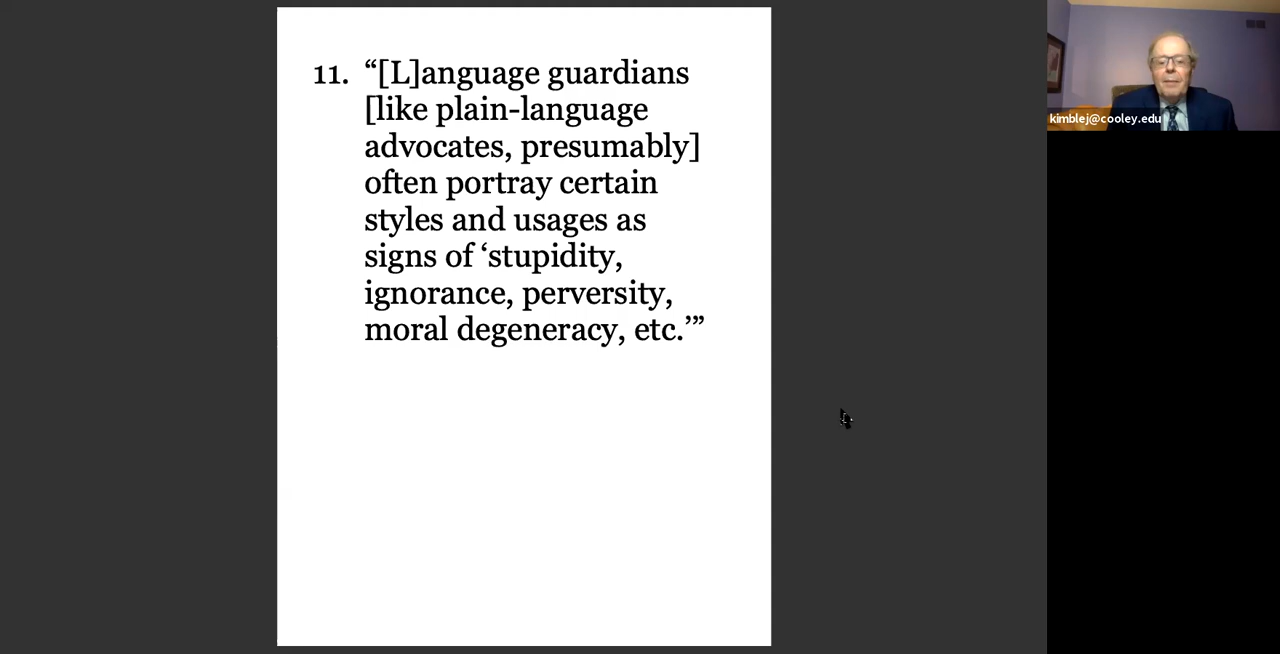 11. “[L]anguage guardians
[like plain-language
advocates, presumably]
often portray certain
styles and usages as
signs of ‘stupidity,
ignorance, perversity,
moral degeneracy, etc.’”
kimblej@cooley.edu